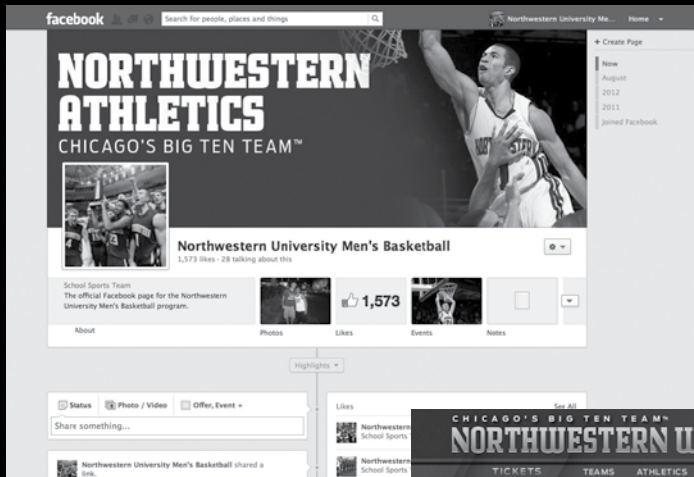 facebook
Search for people, places and things
Northwestern University Me...
Home
+ Create Page
Now
August
2012
2011
Joined Facebook
NORTHWESTERN
ATHLETICS
CHICAGO'S BIG TEN TEAM™
NORTHWESTERN
Northwestern University Men's Basketball
1,573 likes · 28 talking about this
School Sports Team
The official Facebook page for the Northwestern
University Men's Basketball program.
About
1,573
Photos
Likes
Events
Notes
Highlights
Status
Photo / Video
Offer, Event +
Share something...
Northwestern University Men's Basketball shared a
link.
Likes
See All
Northwestern
School Sports
Northwestern
School Sports
CHICAGO'S BIG TEN TEAM™
NORTHWESTERN U
TICKETS
TEAMS
ATHLETICS